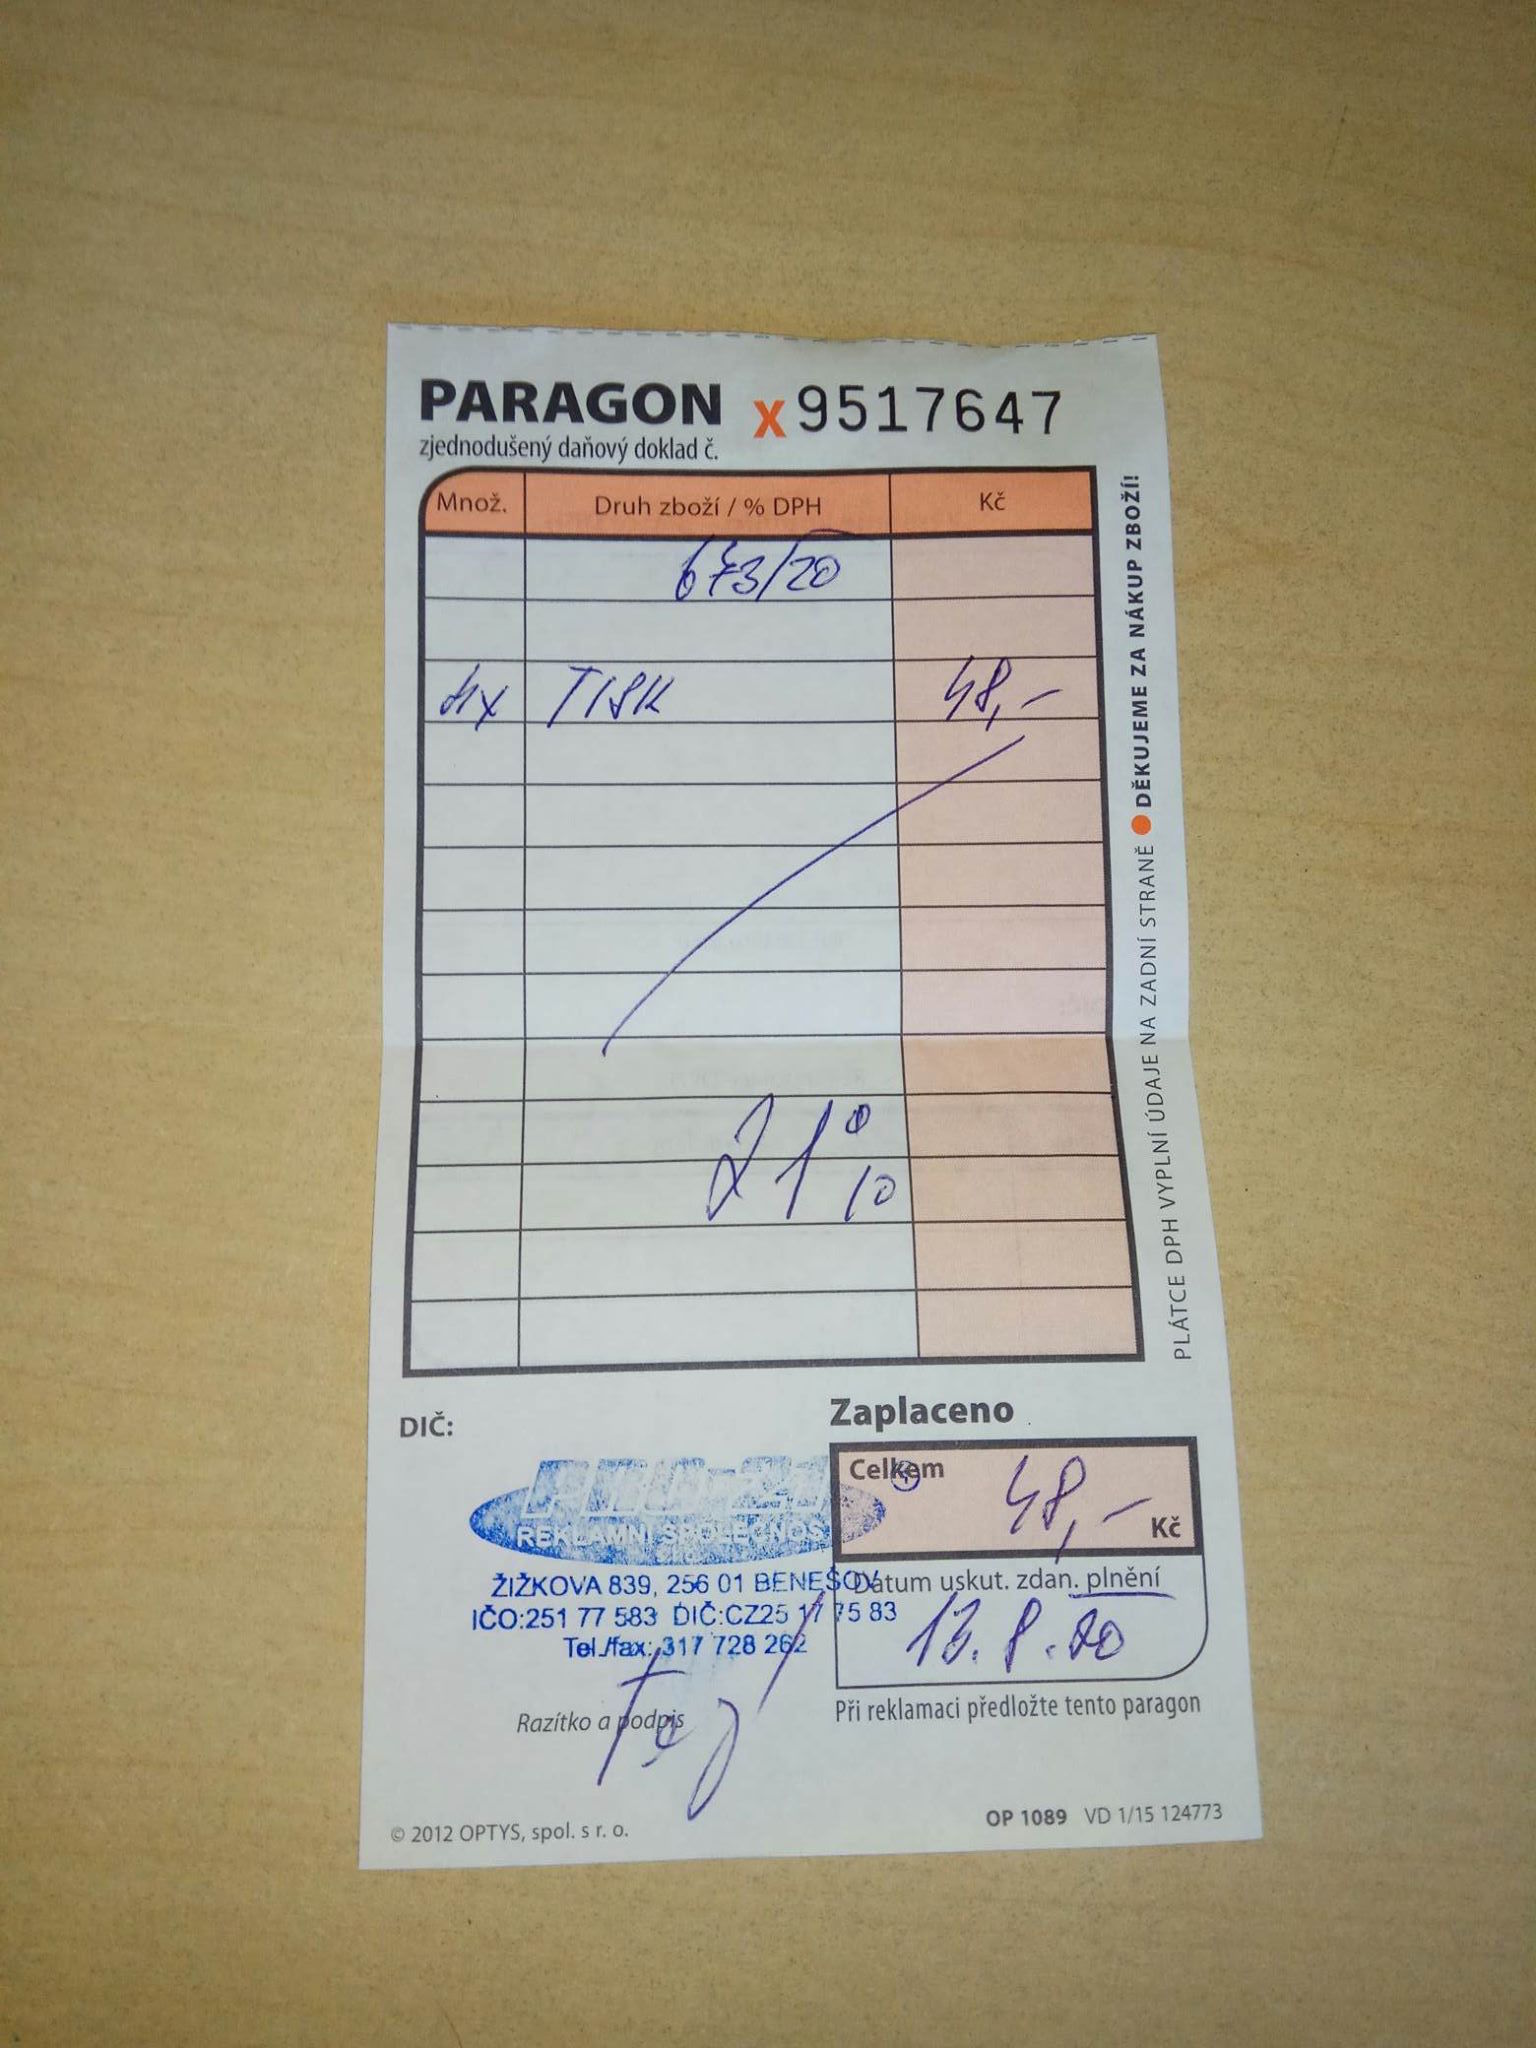 PARAGON x 9517647
zjednodušený daňový doklad č.
Množ. Druh zboží / % DPH Kč
673/20
1x TISK 48,-
21%
PLÁTCE DPH VYPLNÍ ÚDAJE NA ZADNÍ STRANĚ ● DĚKUJEME ZA NÁKUP ZBOŽÍ!
DIČ:
Zaplaceno
Celkem 48,- Kč
REKLAMNÍ SPOLEČNOS
ŽIŽKOVA 839, 256 01 BENEŠOV
IČO:251 77 583 DIČ:CZ25 17 75 83
Tel./fax: 317 728 262
Datum uskut. zdan. plnění
13.8.20
Razítko a podpis
Při reklamaci předložte tento paragon
© 2012 OPTYS, spol. s r. o.
OP 1089 VD 1/15 124773